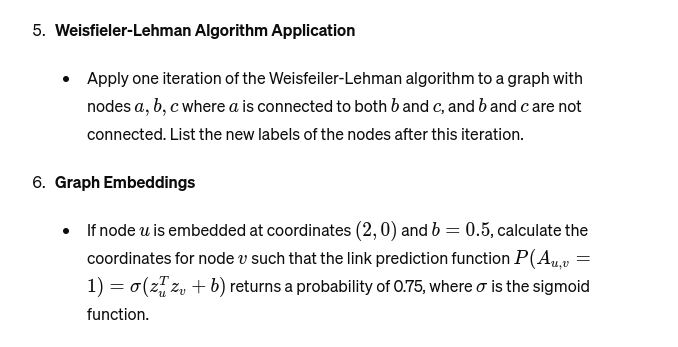 5. Weisfieler-Lehman Algorithm Application
• Apply one iteration of the Weisfeiler-Lehman algorithm to a graph with
nodes a, b, c where a is connected to both b and c, and b and c are not
connected. List the new labels of the nodes after this iteration.
6. Graph Embeddings
• If node u is embedded at coordinates (2, 0) and b = 0.5, calculate the
coordinates for node v such that the link prediction function P(A_{u,v} =
1) = σ(z_u^T z_v + b) returns a probability of 0.75, where σ is the sigmoid
function.